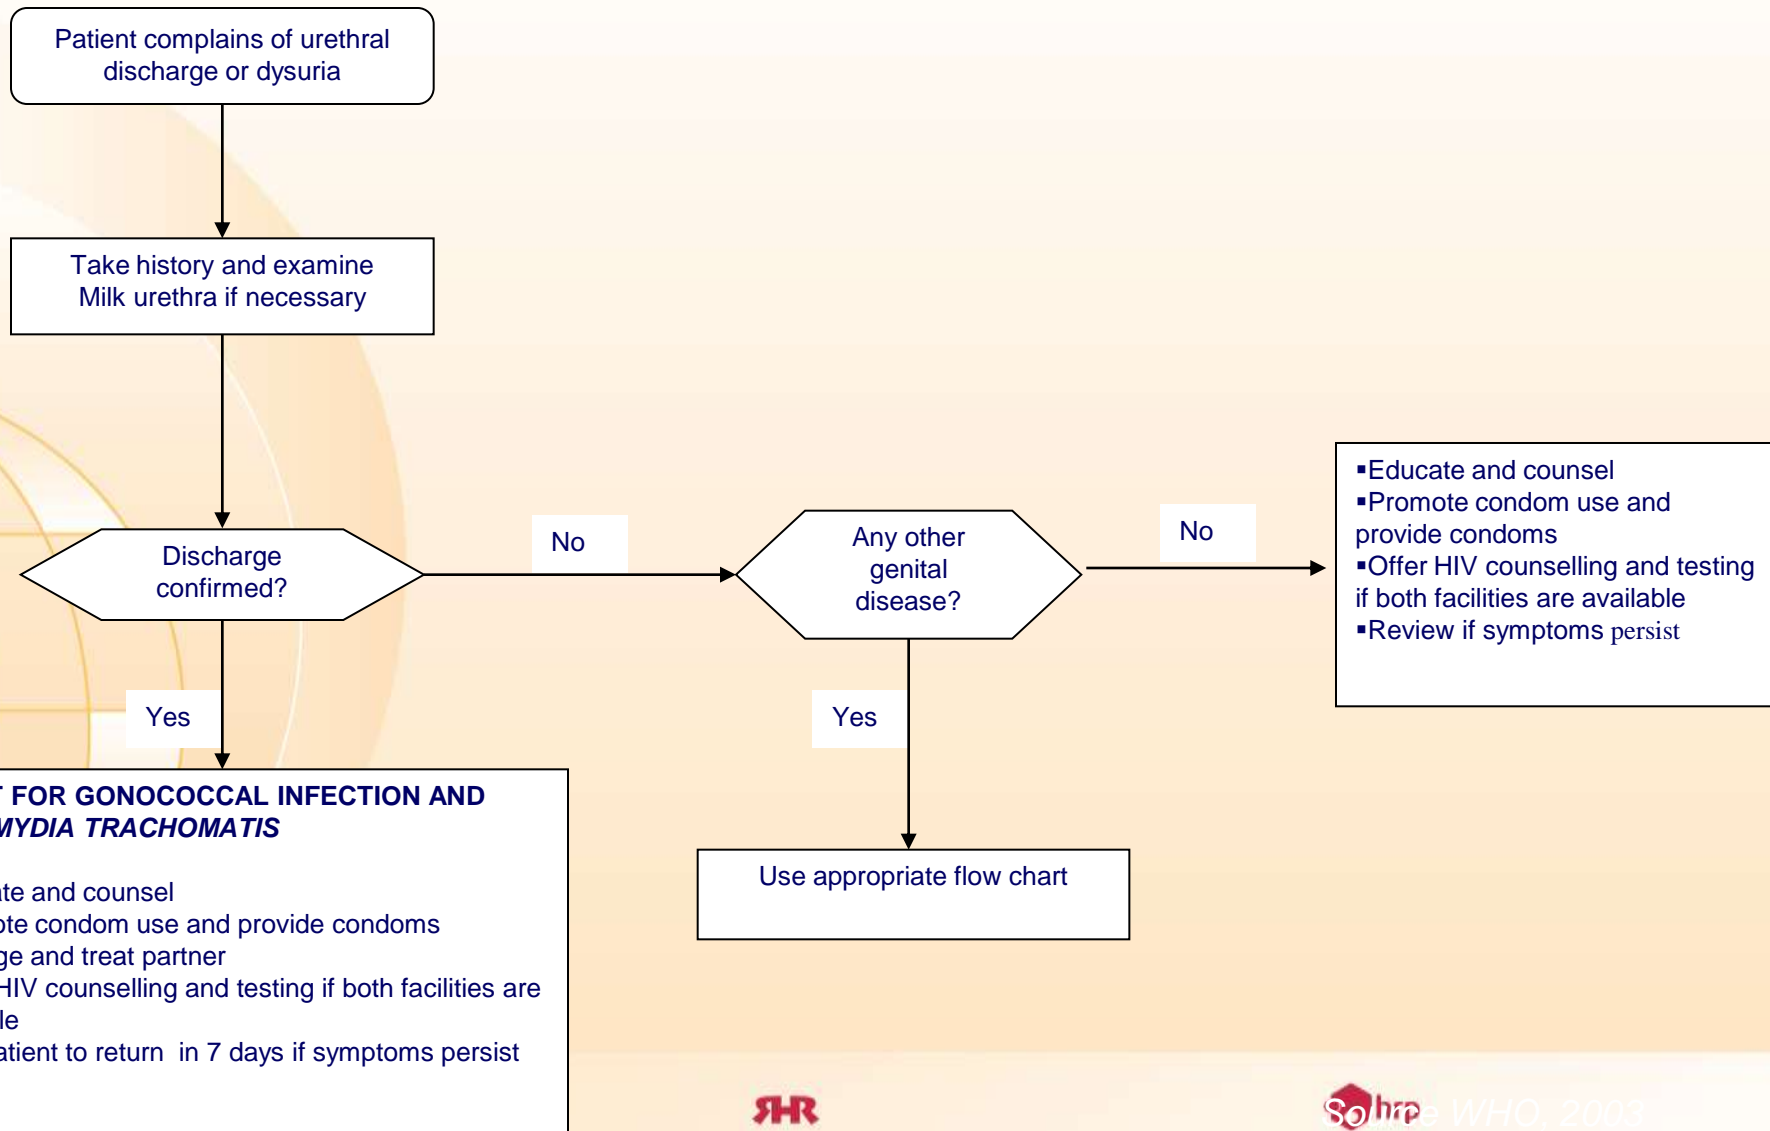 Patient complains of urethral
discharge or dysuria
Take history and examine
Milk urethra if necessary
Discharge
confirmed?
No
Any other
genital
disease?
No
▪Educate and counsel
▪Promote condom use and
provide condoms
▪Offer HIV counselling and testing
if both facilities are available
▪Review if symptoms persist
Yes
Yes
T FOR GONOCOCCAL INFECTION AND
MYDIA TRACHOMATIS
ate and counsel
ote condom use and provide condoms
ge and treat partner
HIV counselling and testing if both facilities are
le
atient to return in 7 days if symptoms persist
Use appropriate flow chart
RHR
hrp
Source WHO. 2003